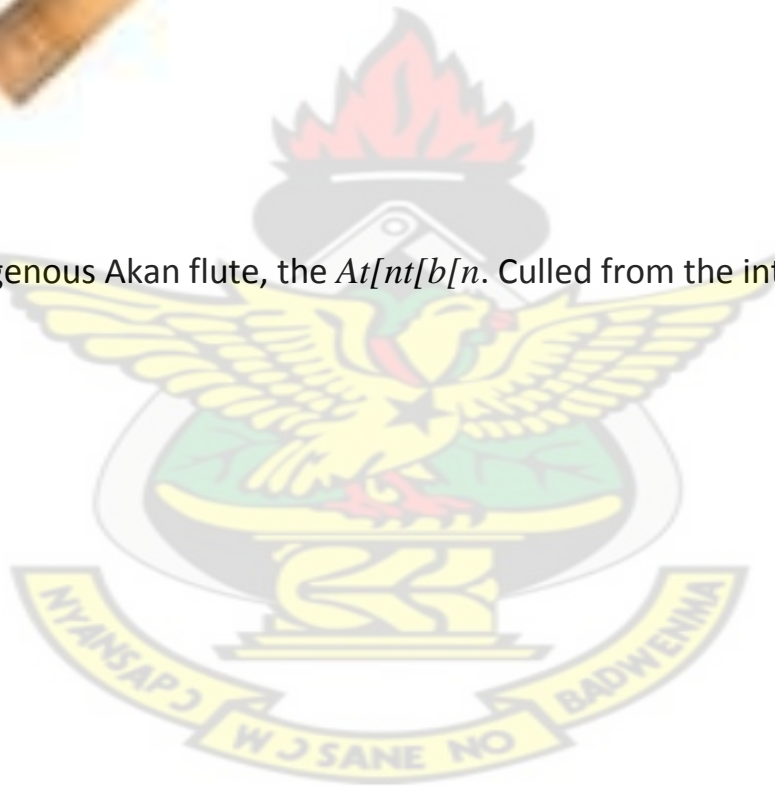 genous Akan flute, the At[nt[b[n. Culled from the int
NYANSAPƆ
WƆSANE NO
BADWENMA